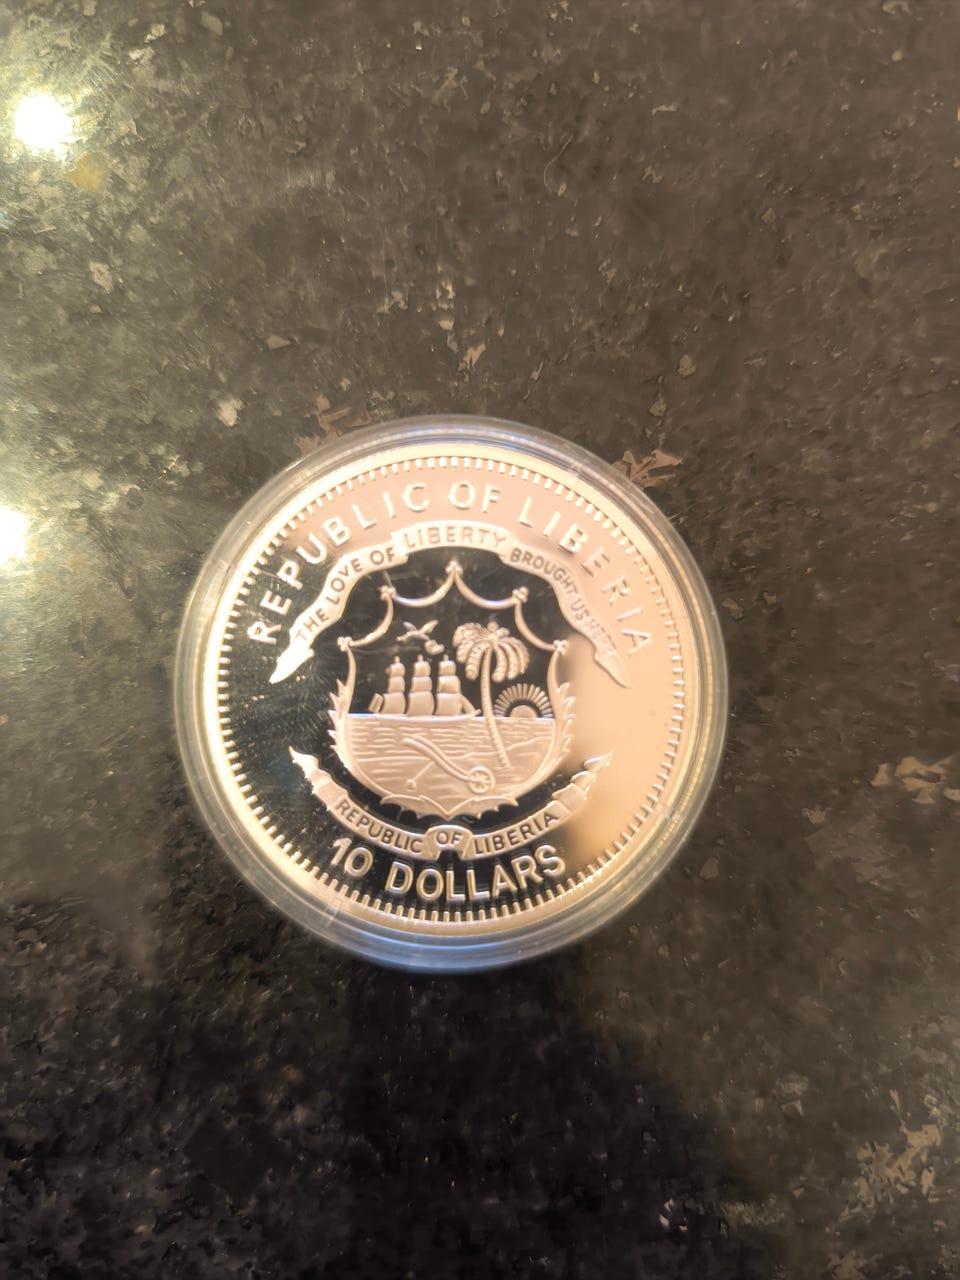 REPUBLIC OF LIBERIA
THE LOVE OF LIBERTY BROUGHT US HERE
REPUBLIC OF LIBERIA
10 DOLLARS